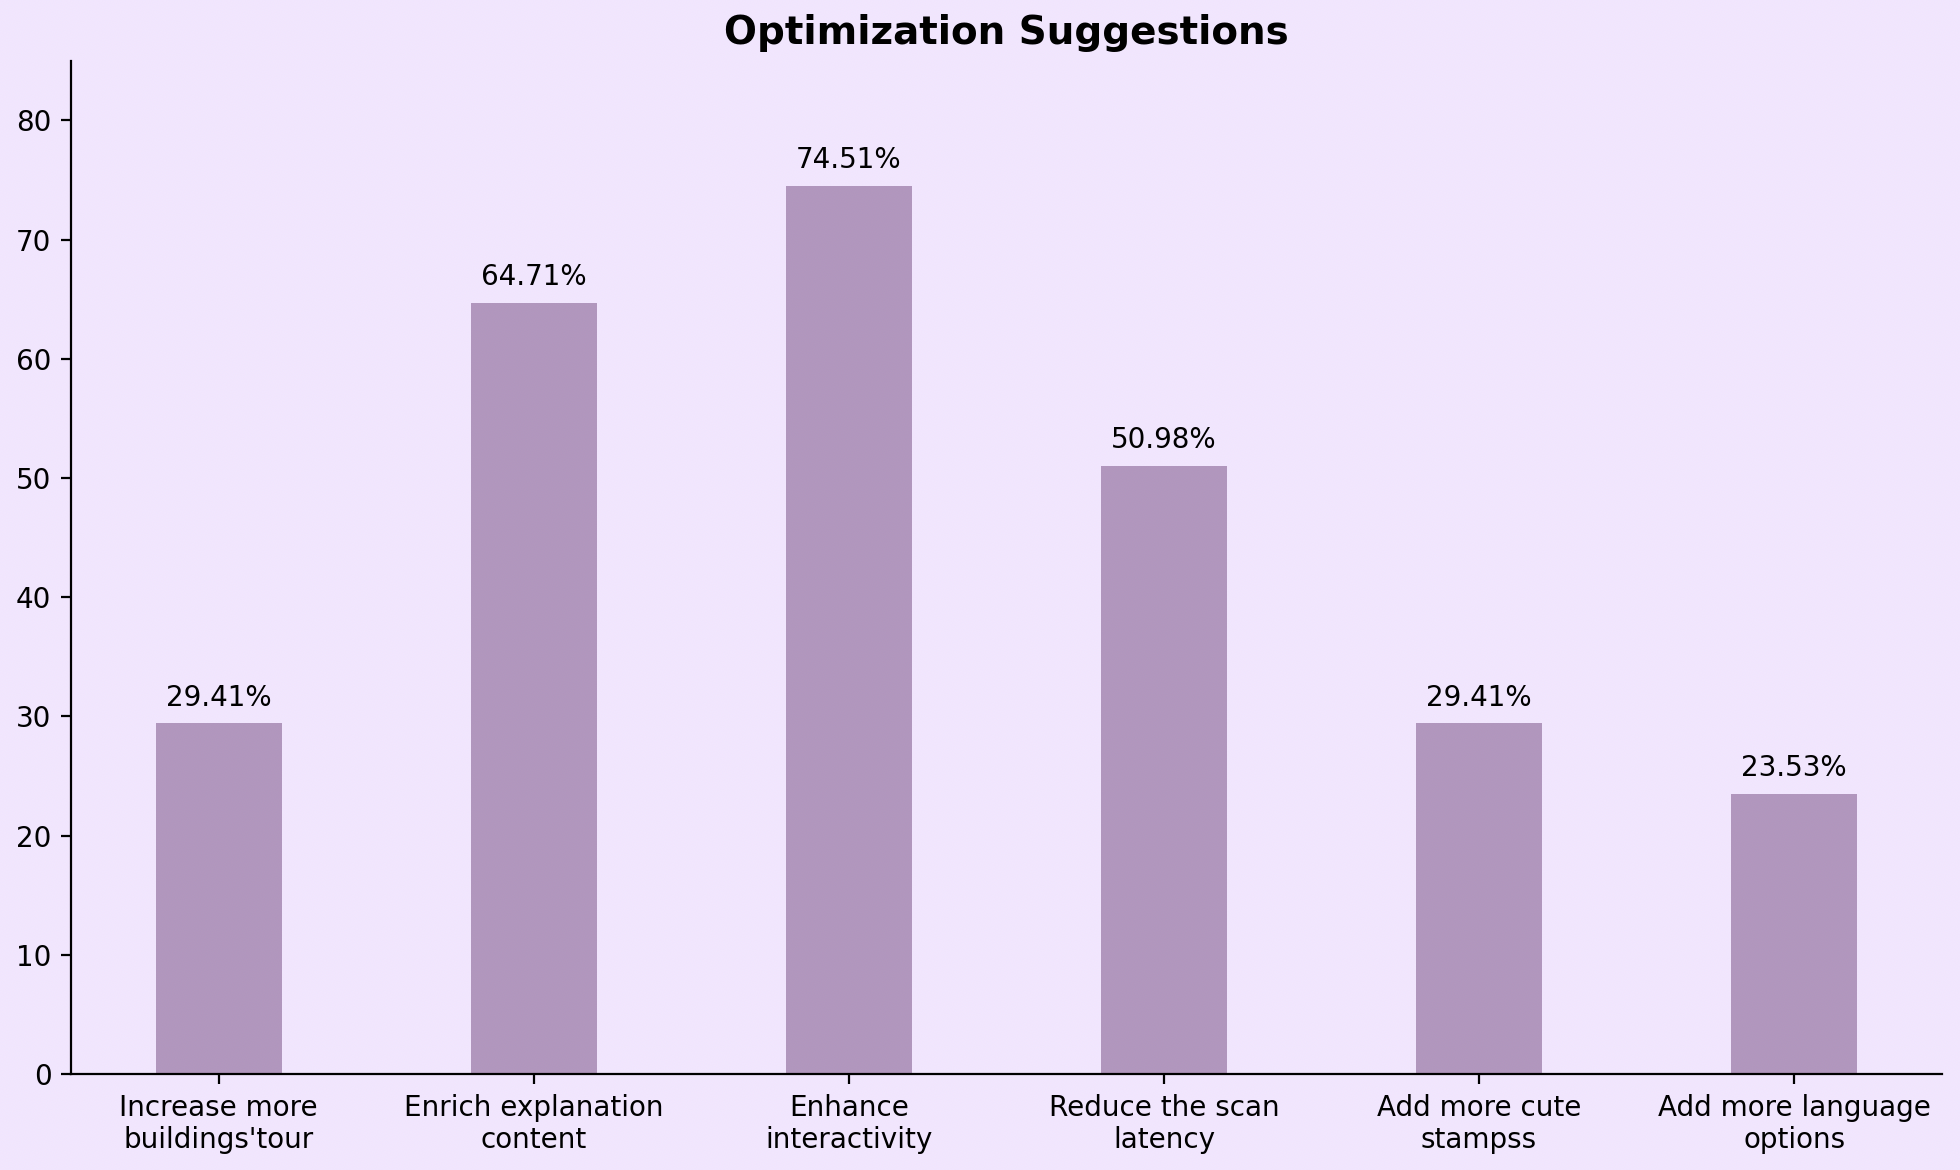 Optimization Suggestions
80
70
60
50
40
30
20
10
0
29.41%
64.71%
74.51%
50.98%
29.41%
23.53%
Increase more
buildings'tour
Enrich explanation
content
Enhance
interactivity
Reduce the scan
latency
Add more cute
stampss
Add more language
options